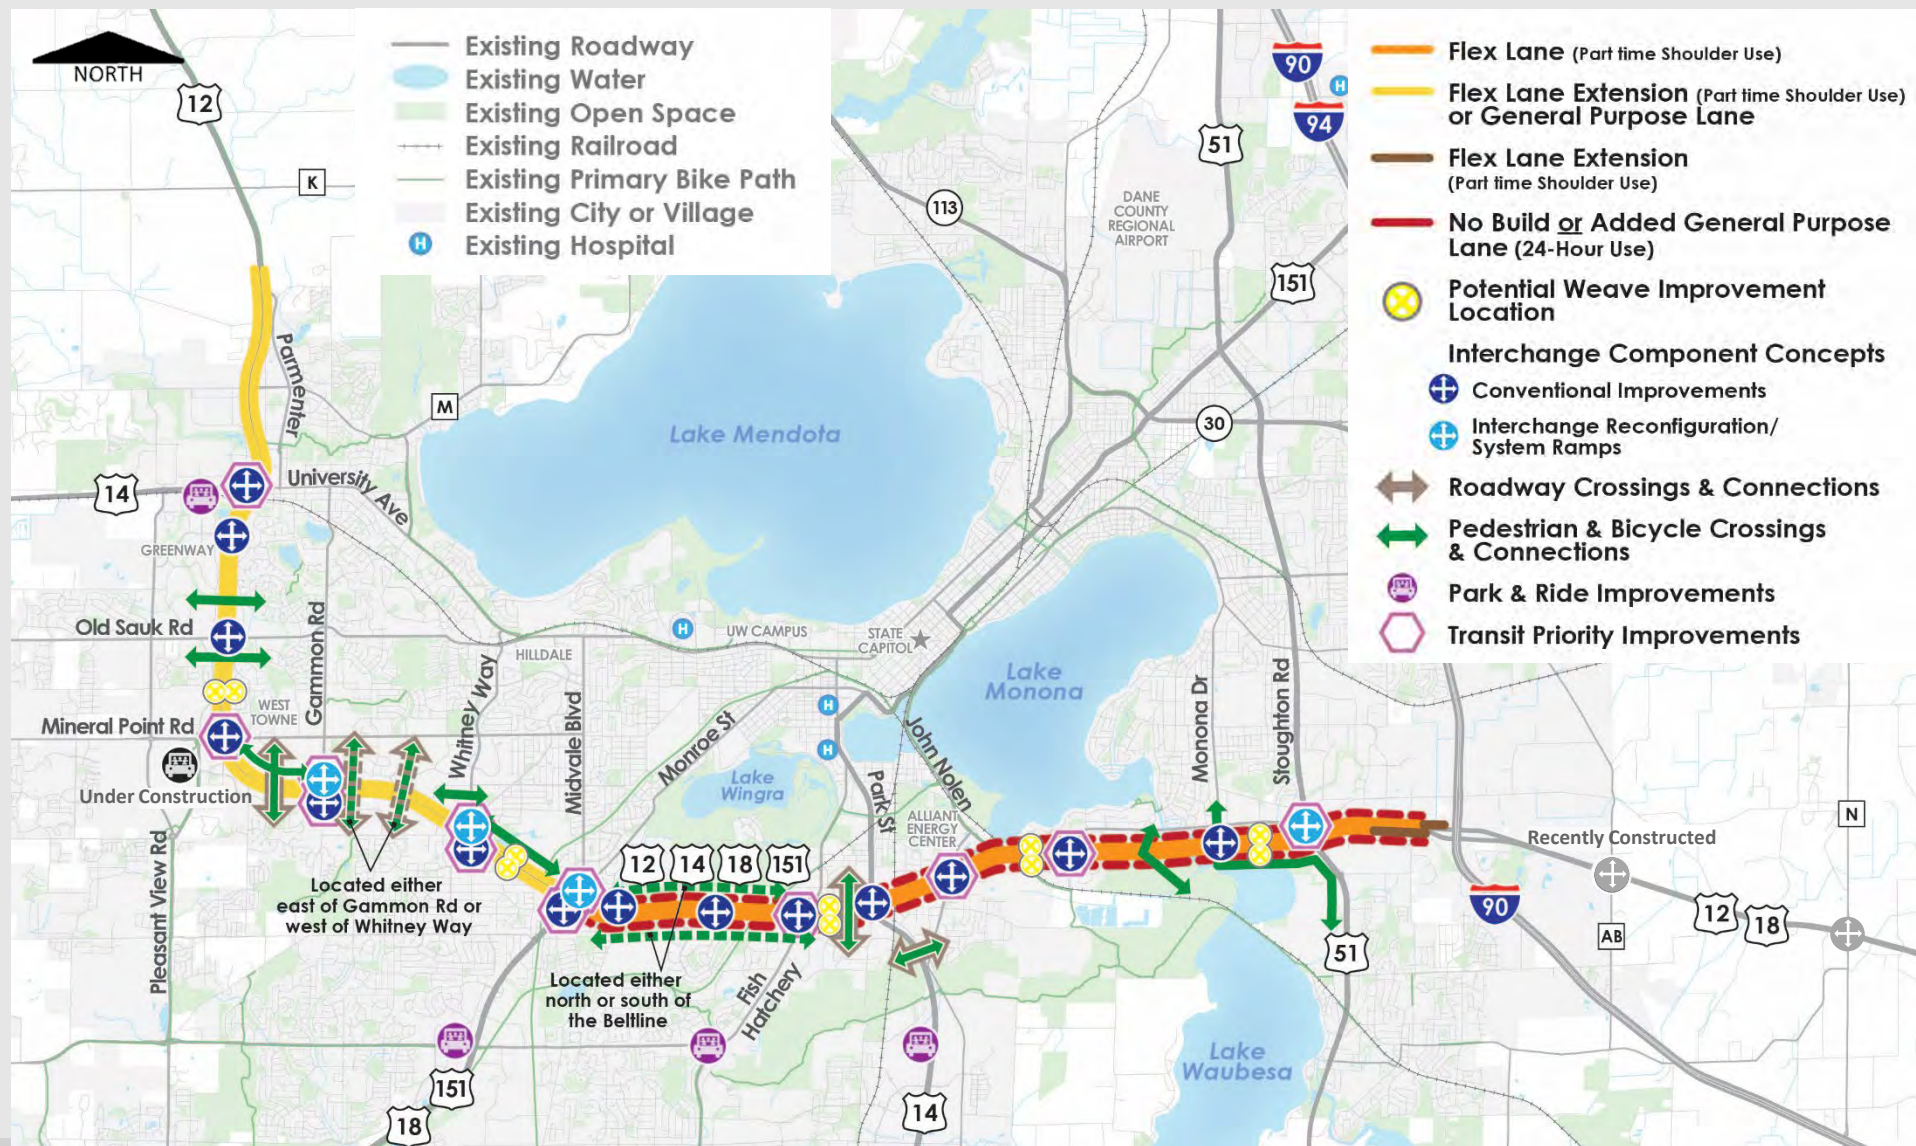 NORTH
12
K
Existing Roadway
Existing Water
Existing Open Space
Existing Railroad
Existing Primary Bike Path
Existing City or Village
H Existing Hospital
Flex Lane (Part time Shoulder Use)
Flex Lane Extension (Part time Shoulder Use)
or General Purpose Lane
Flex Lane Extension
(Part time Shoulder Use)
No Build or Added General Purpose
Lane (24-Hour Use)
Potential Weave Improvement
Location
Interchange Component Concepts
Conventional Improvements
Interchange Reconfiguration/
System Ramps
Roadway Crossings & Connections
Pedestrian & Bicycle Crossings
& Connections
Park & Ride Improvements
Transit Priority Improvements
90
H
94
51
113
DANE
COUNTY
REGIONAL
AIRPORT
151
30
Parmenter
M
Lake Mendota
14
University Ave
GREENWAY
Old Sauk Rd
Gammon Rd
H
UW CAMPUS
STATE
CAPITOL
HILLDALE
Whitney Way
Midvale Blvd
WEST
TOWNE
Mineral Point Rd
Under Construction
Pleasant View Rd
Monroe St
H
H
Lake
Wingra
Park St
John Nolen
ALLIANT
ENERGY
CENTER
Lake
Monona
Monona Dr
Stoughton Rd
Recently Constructed
N
12
14
18
151
Located either
east of Gammon Rd or
west of Whitney Way
Located either
north or south of
the Beltline
Fish
Hatchery
90
12
18
AB
51
Lake
Waubesa
151
18
14